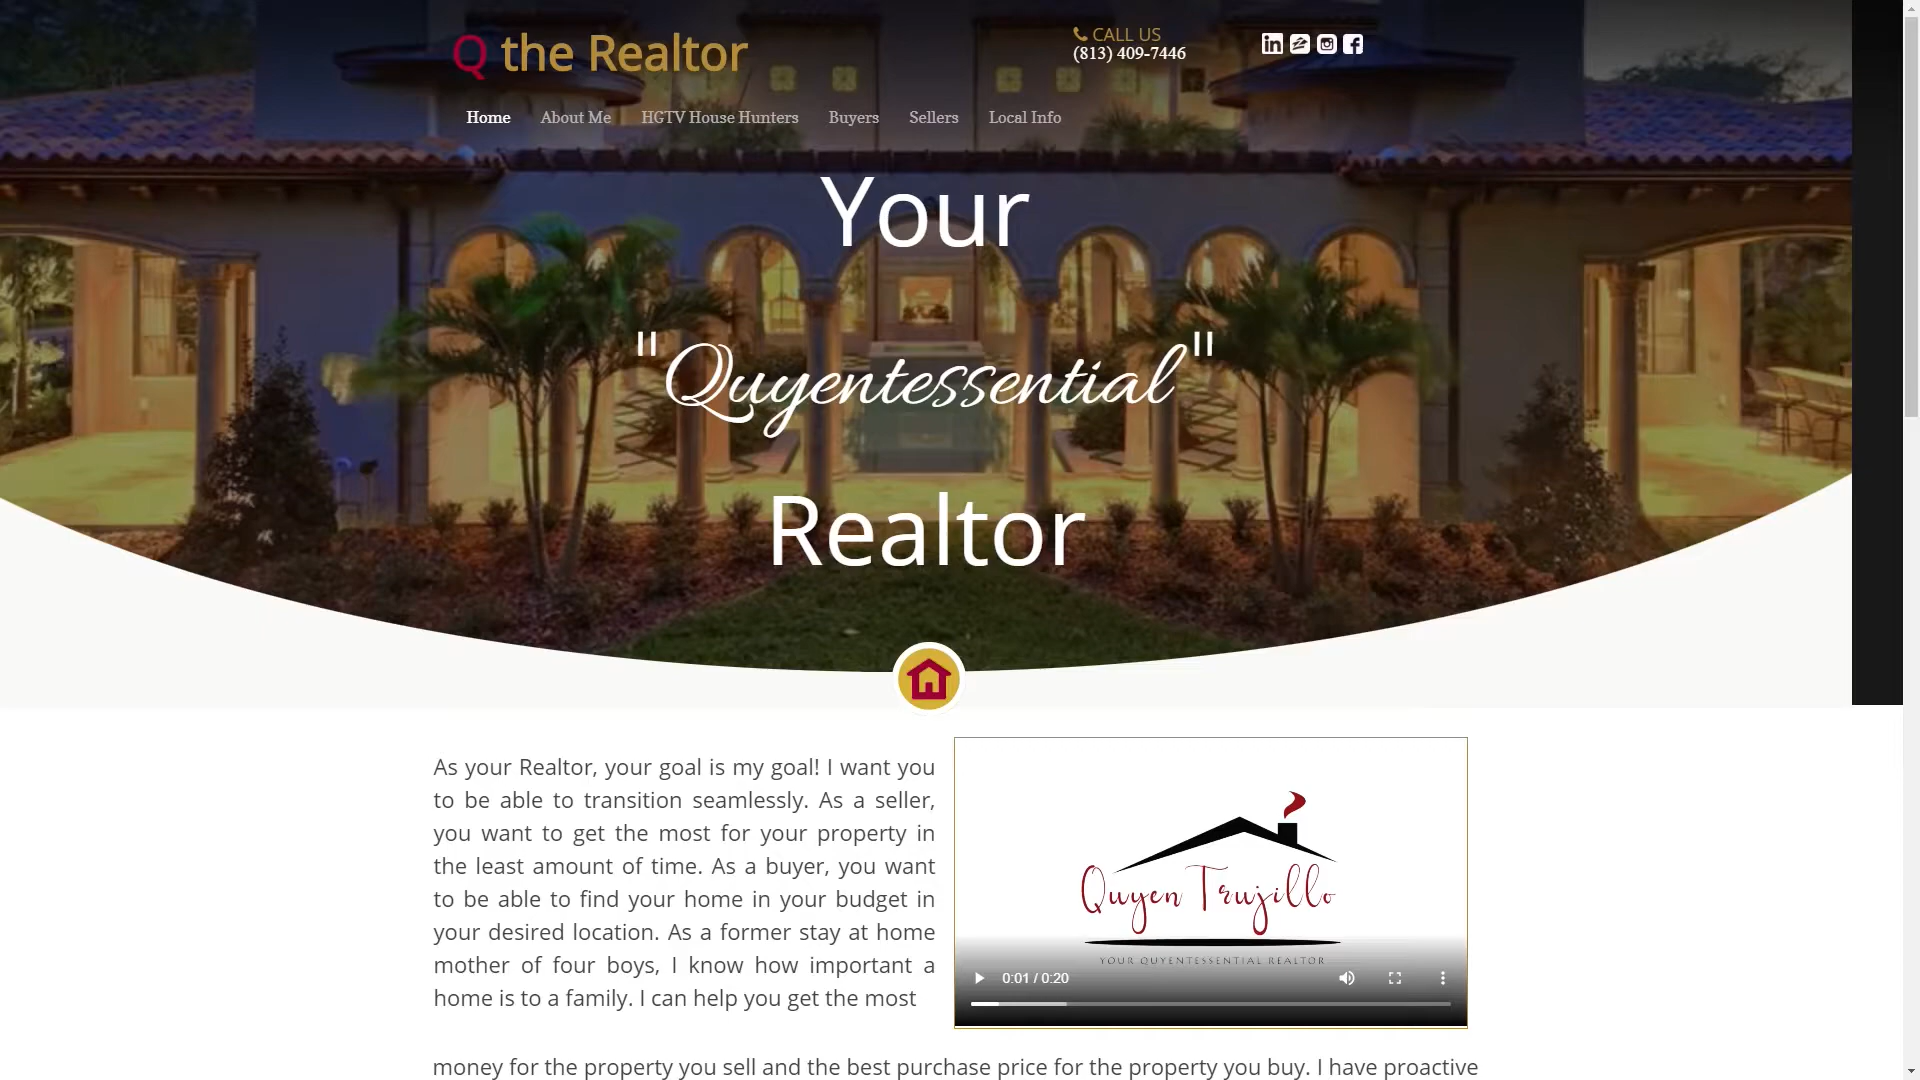 Q the Realtor
CALL US
(813) 409-7446
Home About Me HGTV House Hunters Buyers Sellers Local Info
Your
"Quyentessential"
Realtor
As your Realtor, your goal is my goal! I want you
to be able to transition seamlessly. As a seller,
you want to get the most for your property in
the least amount of time. As a buyer, you want
to be able to find your home in your budget in
your desired location. As a former stay at home
mother of four boys, I know how important a
home is to a family. I can help you get the most
Quyen Trujillo
YOUR QUYENTESSENTIAL REALTOR
0:01 / 0:20
money for the property you sell and the best purchase price for the property you buy. I have proactive